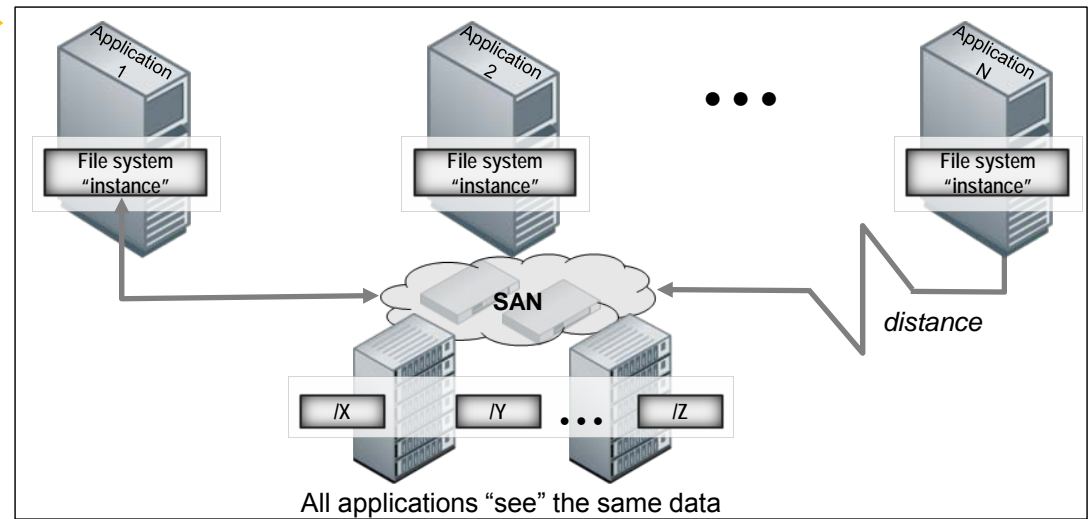 Application
1
Application
2
Application
N
File system
"instance"
File system
"instance"
File system
"instance"
SAN
distance
/X
/Y
/Z
All applications “see” the same data